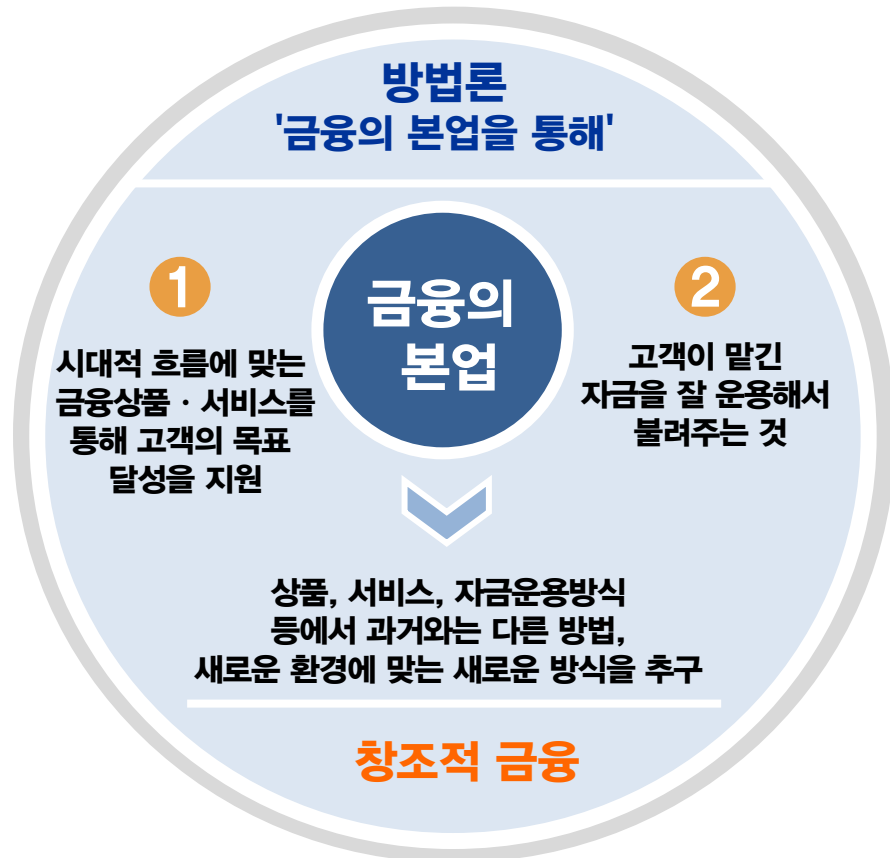 방법론
'금융의 본업을 통해'
금융의
본업
1
시대적 흐름에 맞는
금융상품 · 서비스를
통해 고객의 목표
달성을 지원
2
고객이 맡긴
자금을 잘 운용해서
불려주는 것
상품, 서비스, 자금운용방식
등에서 과거와는 다른 방법,
새로운 환경에 맞는 새로운 방식을 추구
창조적 금융